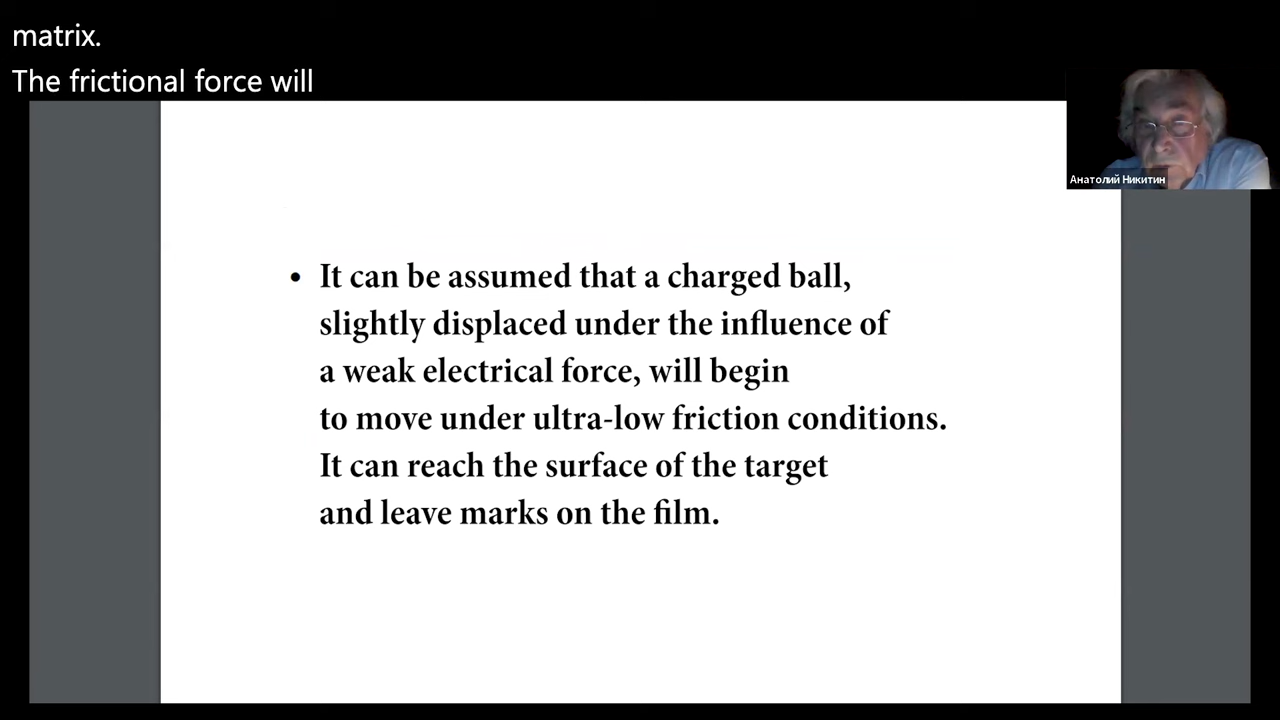 matrix.
The frictional force will
Анатолий Никитин
• It can be assumed that a charged ball,
slightly displaced under the influence of
a weak electrical force, will begin
to move under ultra-low friction conditions.
It can reach the surface of the target
and leave marks on the film.